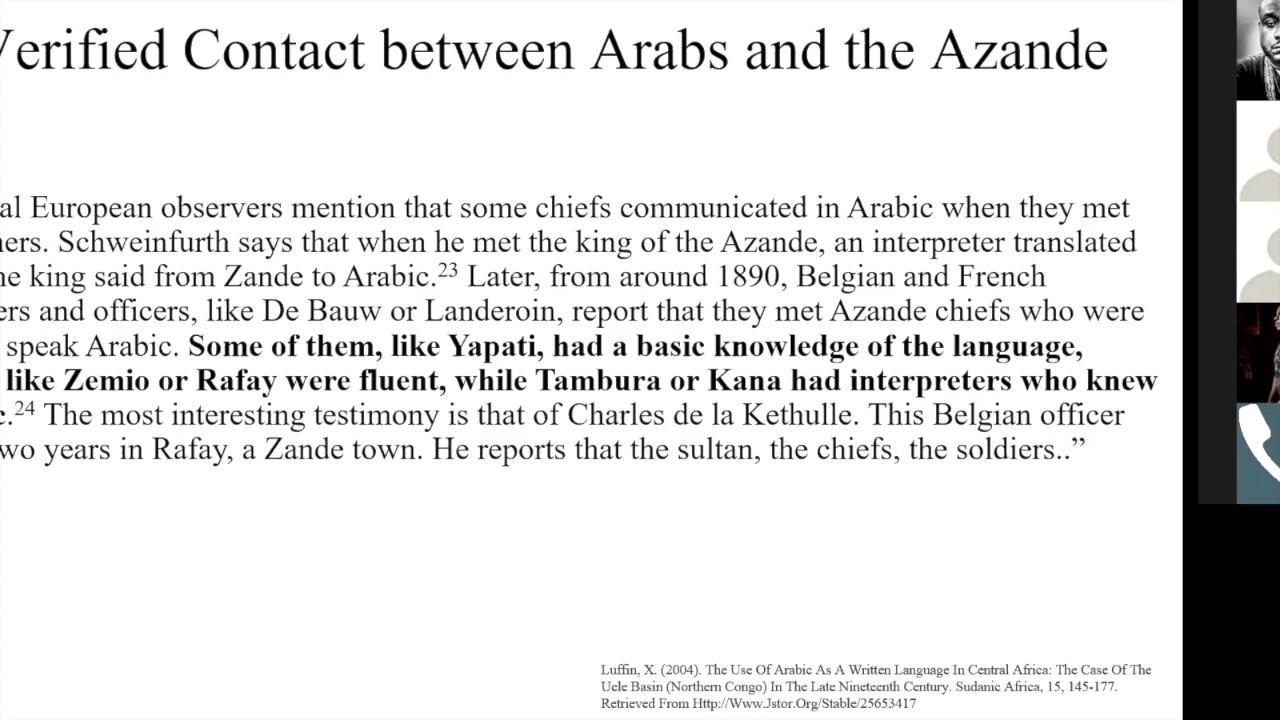 Verified Contact between Arabs and the Azande
al European observers mention that some chiefs communicated in Arabic when they met
ers. Schweinfurth says that when he met the king of the Azande, an interpreter translated
he king said from Zande to Arabic.23 Later, from around 1890, Belgian and French
ers and officers, like De Bauw or Landeroin, report that they met Azande chiefs who were
speak Arabic. Some of them, like Yapati, had a basic knowledge of the language,
like Zemio or Rafay were fluent, while Tambura or Kana had interpreters who knew
c.24 The most interesting testimony is that of Charles de la Kethulle. This Belgian officer
wo years in Rafay, a Zande town. He reports that the sultan, the chiefs, the soldiers..”
Luffin, X. (2004). The Use Of Arabic As A Written Language In Central Africa: The Case Of The
Uele Basin (Northern Congo) In The Late Nineteenth Century. Sudanic Africa, 15, 145-177.
Retrieved From Http://Www.Jstor.Org/Stable/25653417